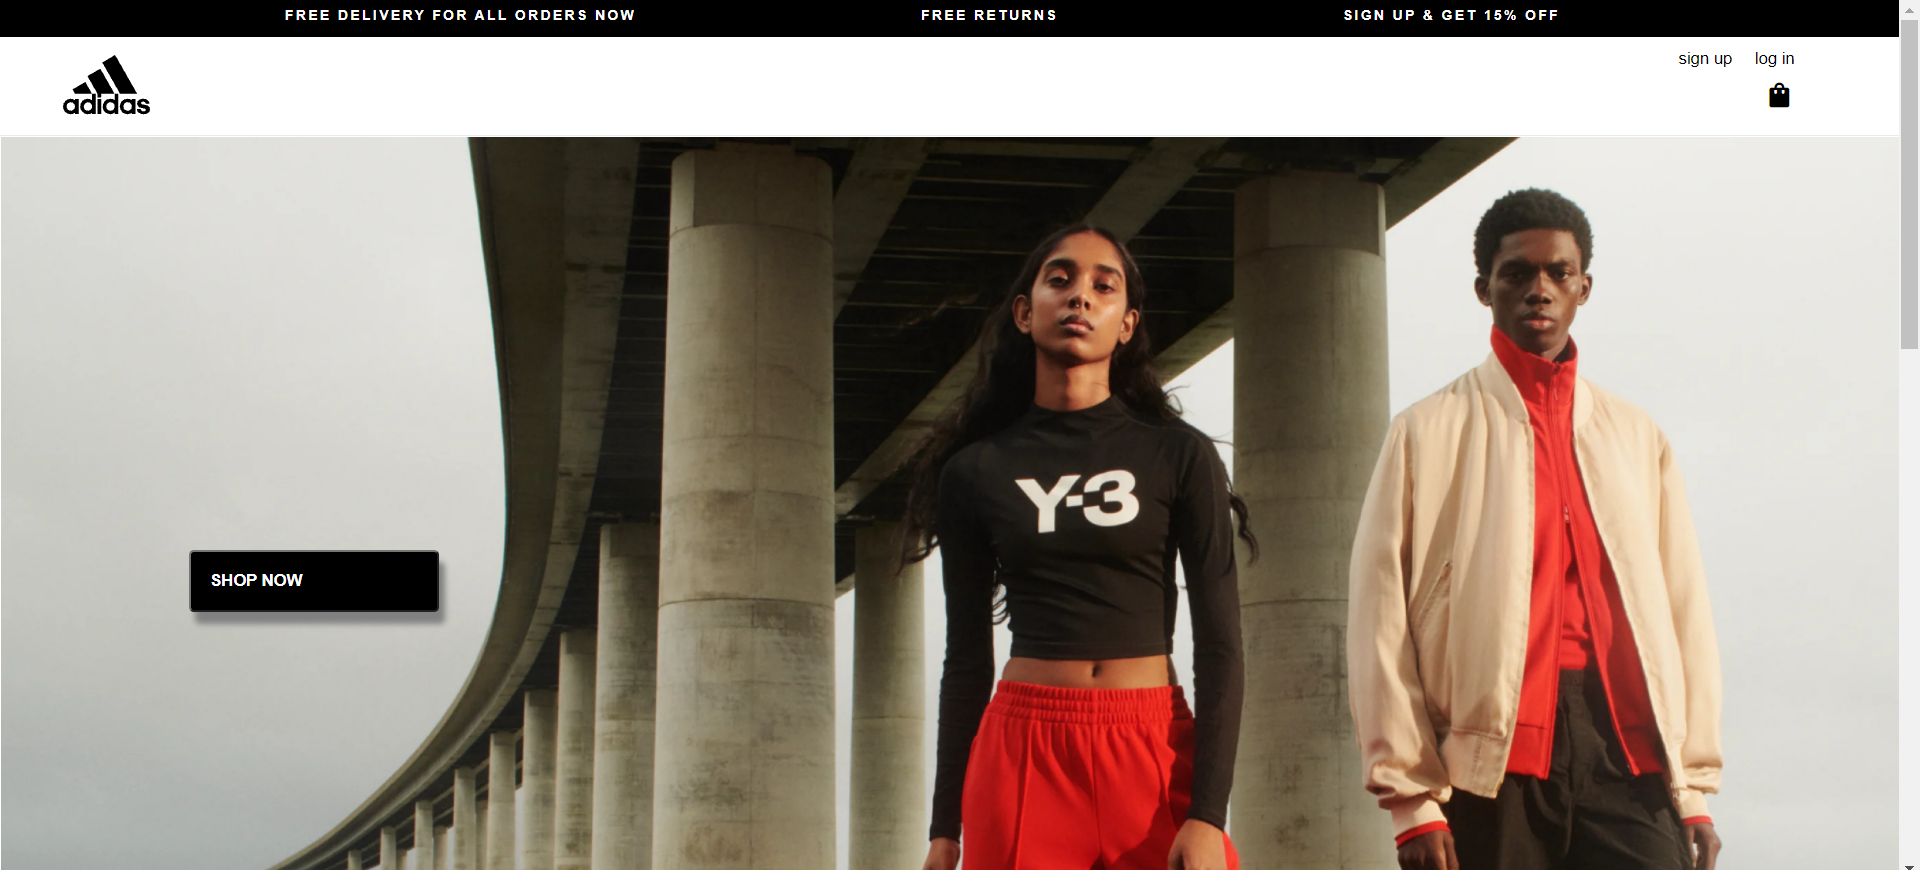 FREE DELIVERY FOR ALL ORDERS NOW
FREE RETURNS
SIGN UP & GET 15% OFF
adidas
sign up
log in
Y-3
SHOP NOW